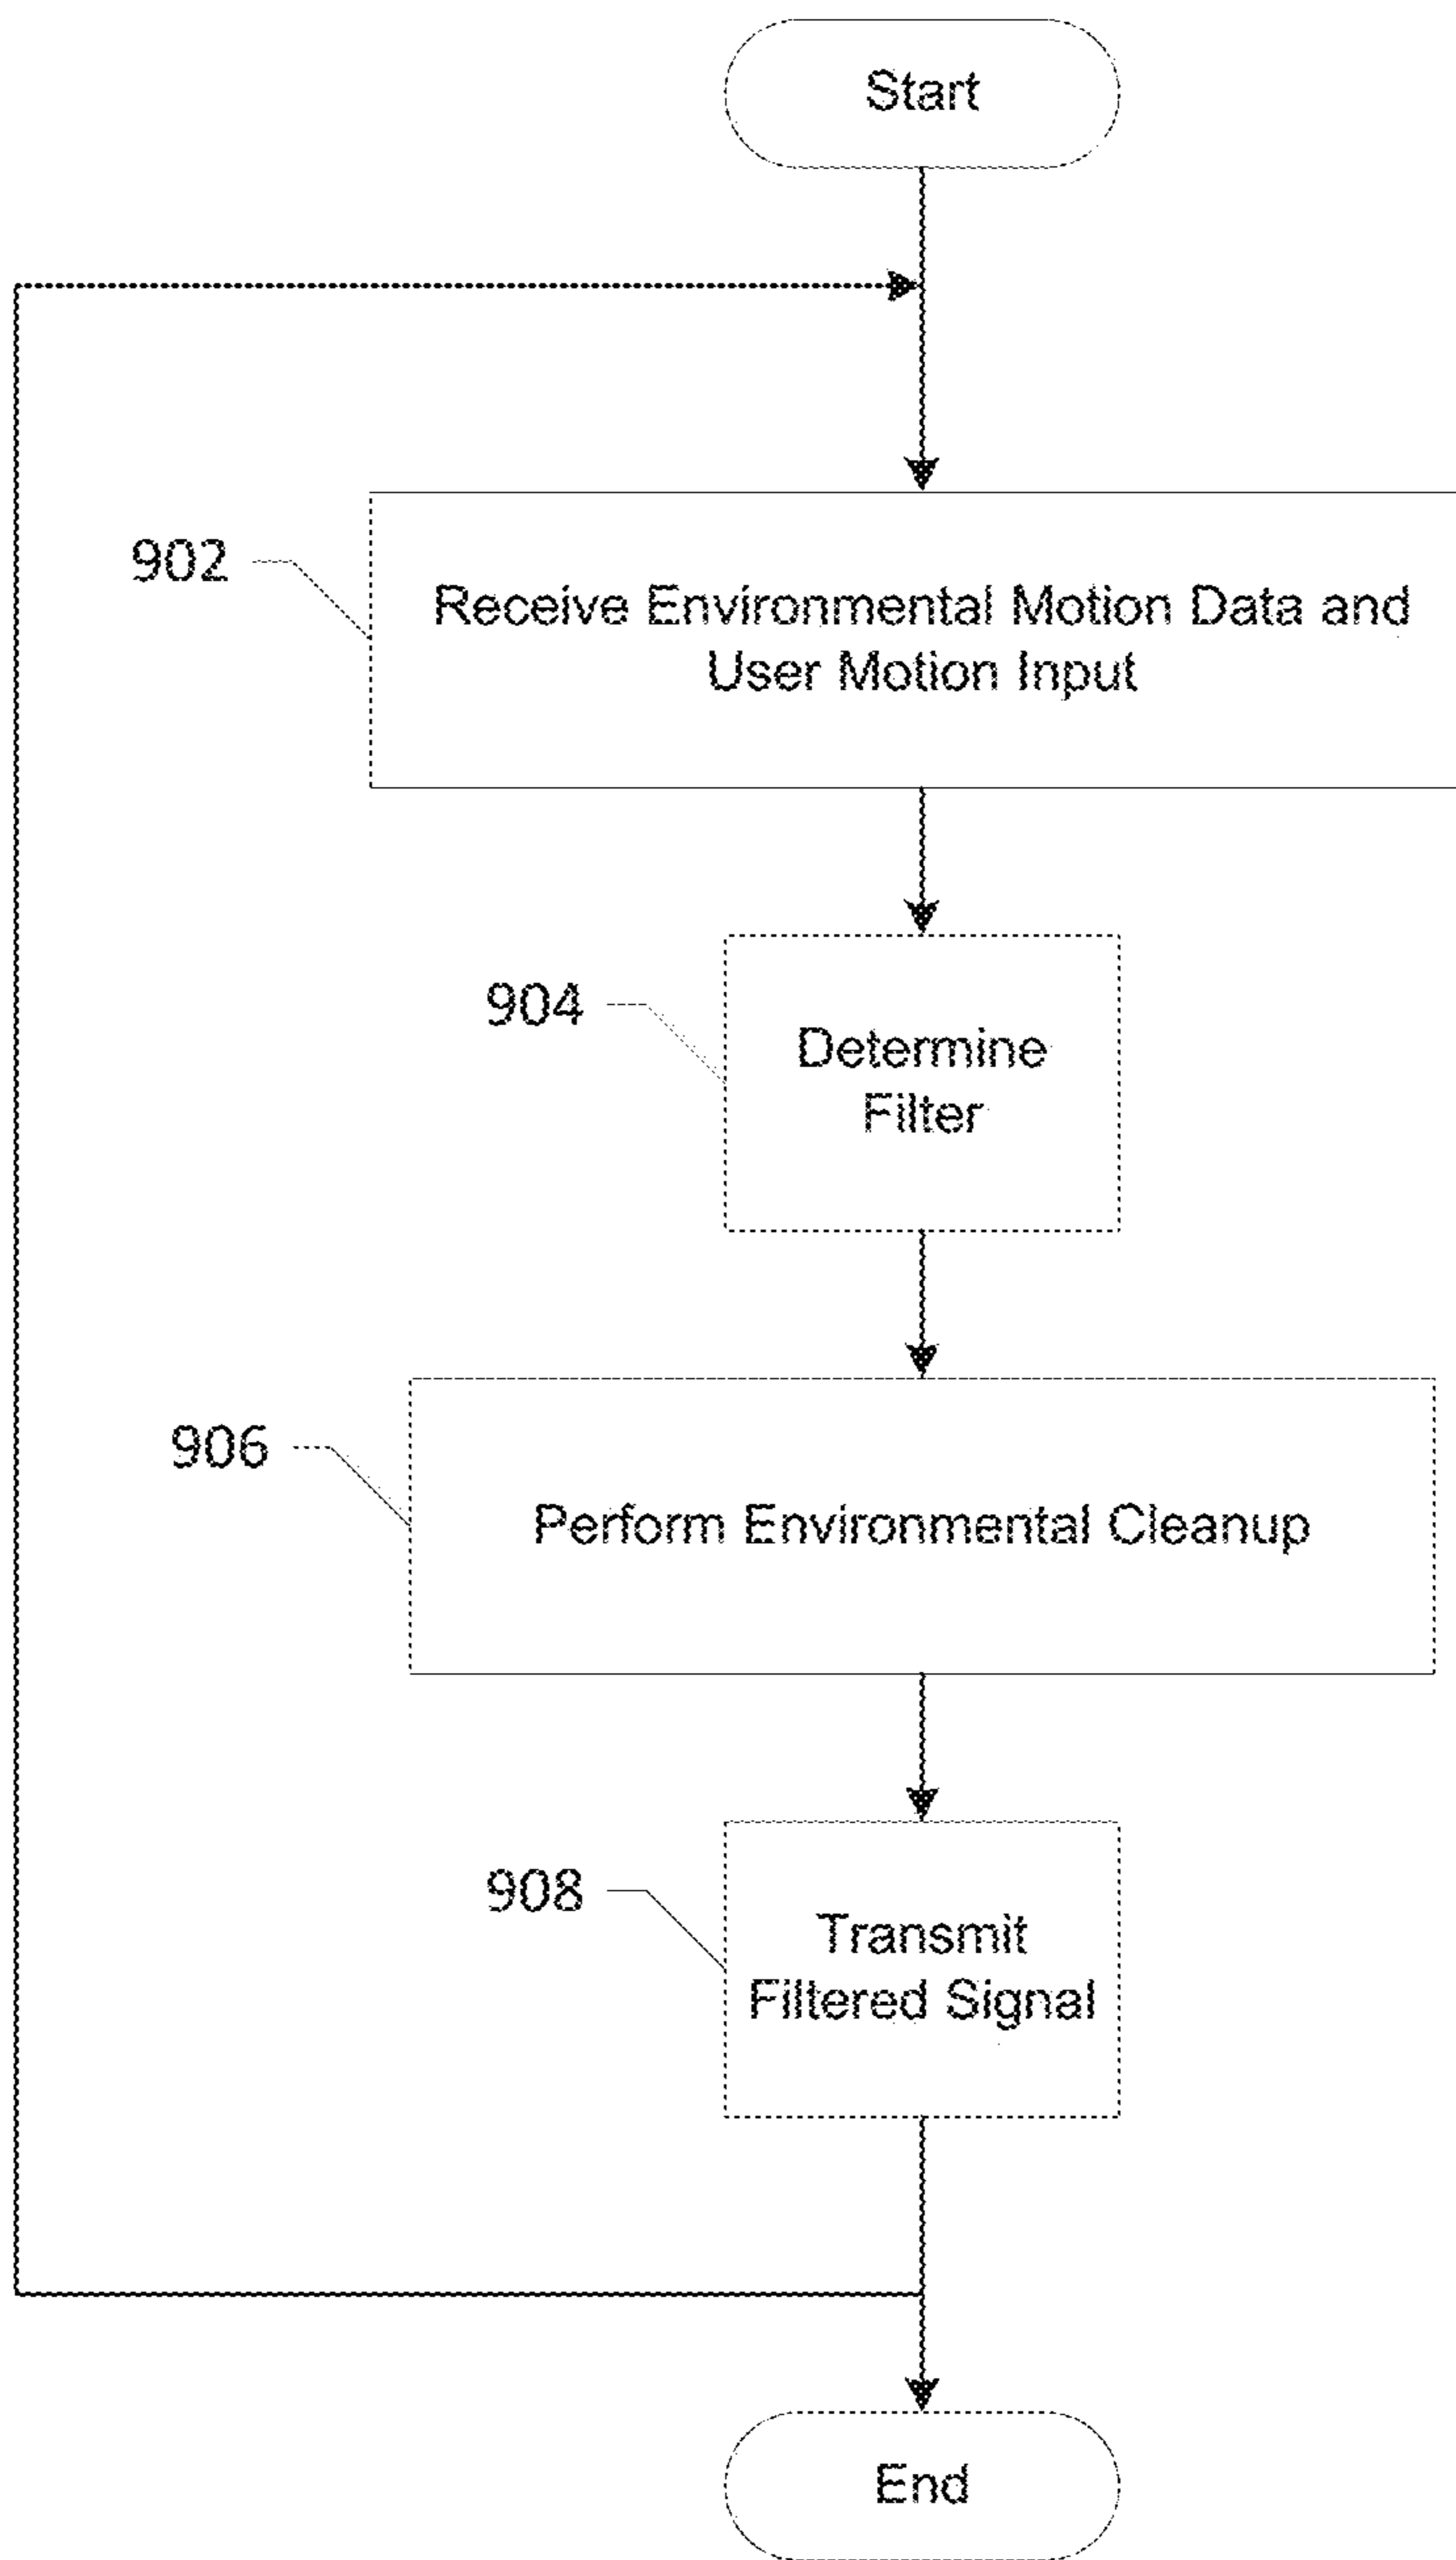 Start
902
Receive Environmental Motion Data and
User Motion Input
904
Determine
Filter
906
Perform Environmental Cleanup
908
Transmit
Filtered Signal
End